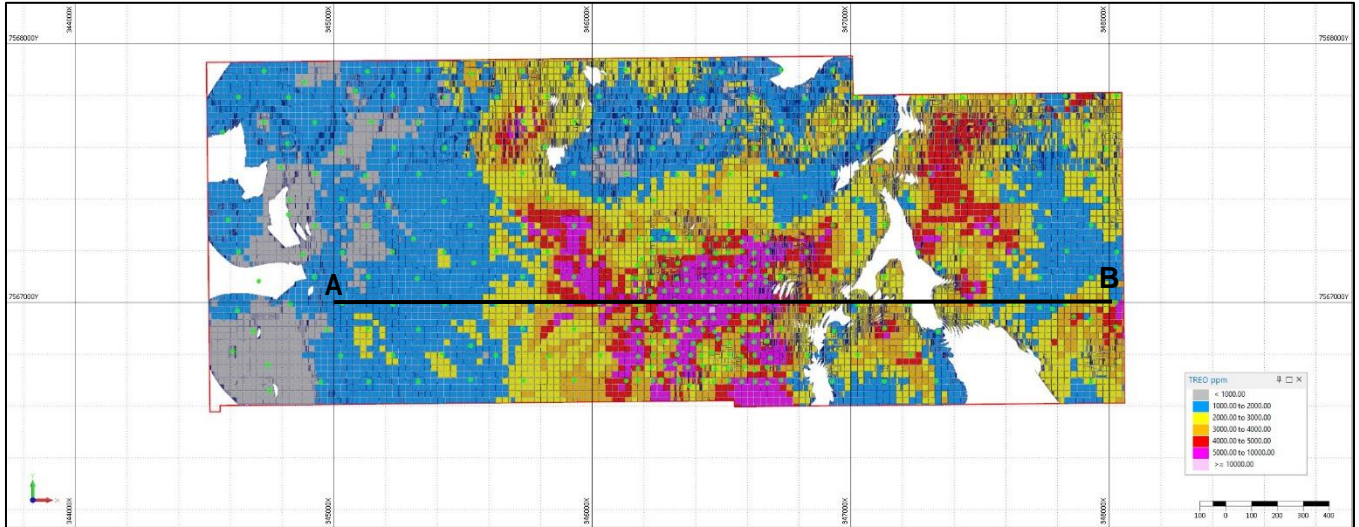 344000X
345000X
346000X
347000X
348000X
7568000Y
7568000Y
A
B
7567000Y
7567000Y
TREO ppm
< 1000.00
1000.00 to 2000.00
2000.00 to 3000.00
3000.00 to 4000.00
4000.00 to 5000.00
5000.00 to 10000.00
>= 10000.00
100 0 100 200 300 400
344000X
345000X
346000X
347000X
348000X